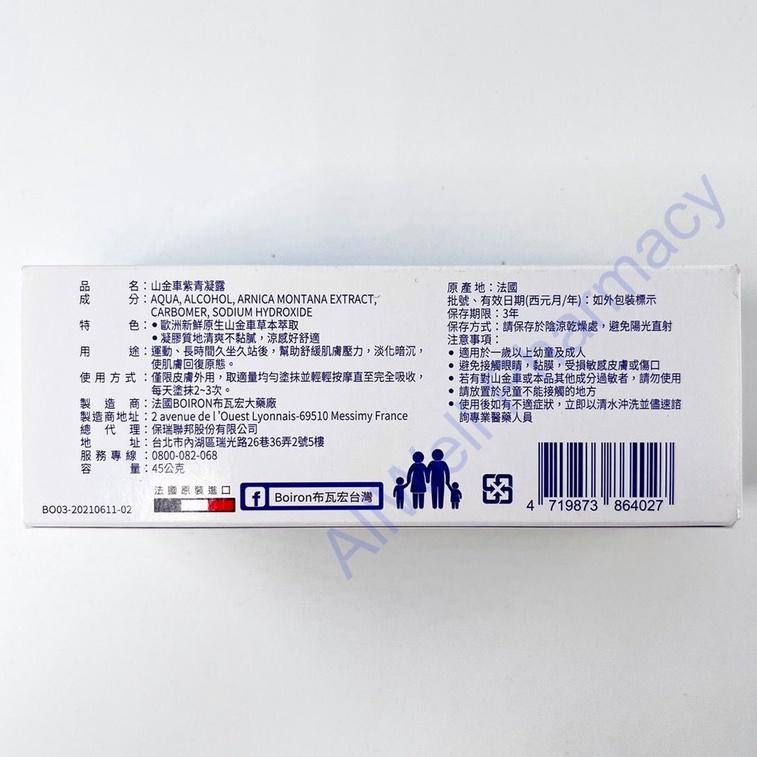 品名：山金車紫青凝露
成分：AQUA, ALCOHOL, ARNICA MONTANA EXTRACT,
CARBOMER, SODIUM HYDROXIDE
特色：• 歐洲新鮮原生山金車草本萃取
• 凝膠質地清爽不黏膩，涼感好舒適
用途：運動、長時間久坐久站後，幫助舒緩肌膚壓力，淡化暗沉，
使肌膚回復原態。
使用方式：僅限皮膚外用，取適量均勻塗抹並輕輕按摩直至完全吸收，
每天塗抹2~3次。
製造商：法國BOIRON布瓦宏大藥廠
製造商地址：2 avenue de l'Ouest Lyonnais-69510 Messimy France
總代理：保瑞聯邦股份有限公司
地址：台北市內湖區瑞光路26巷36弄2號5樓
服務專線：0800-082-068
容量：45公克
法國原裝進口
Boiron布瓦宏台灣
BO03-20210611-02
原產地：法國
批號、有效日期(西元月/年)：如外包裝標示
保存期限：3年
保存方式：請保存於陰涼乾燥處，避免陽光直射
注意事項：
• 適用於一歲以上幼童及成人
• 避免接觸眼睛，黏膜，受損敏感皮膚或傷口
• 若有對山金車或本品其他成分過敏者，請勿使用
• 請放置於兒童不能接觸的地方
• 使用後如有不適症狀，立即以清水沖洗並儘速諮
詢專業醫藥人員
4 719873 864027
AllWellPharmacy